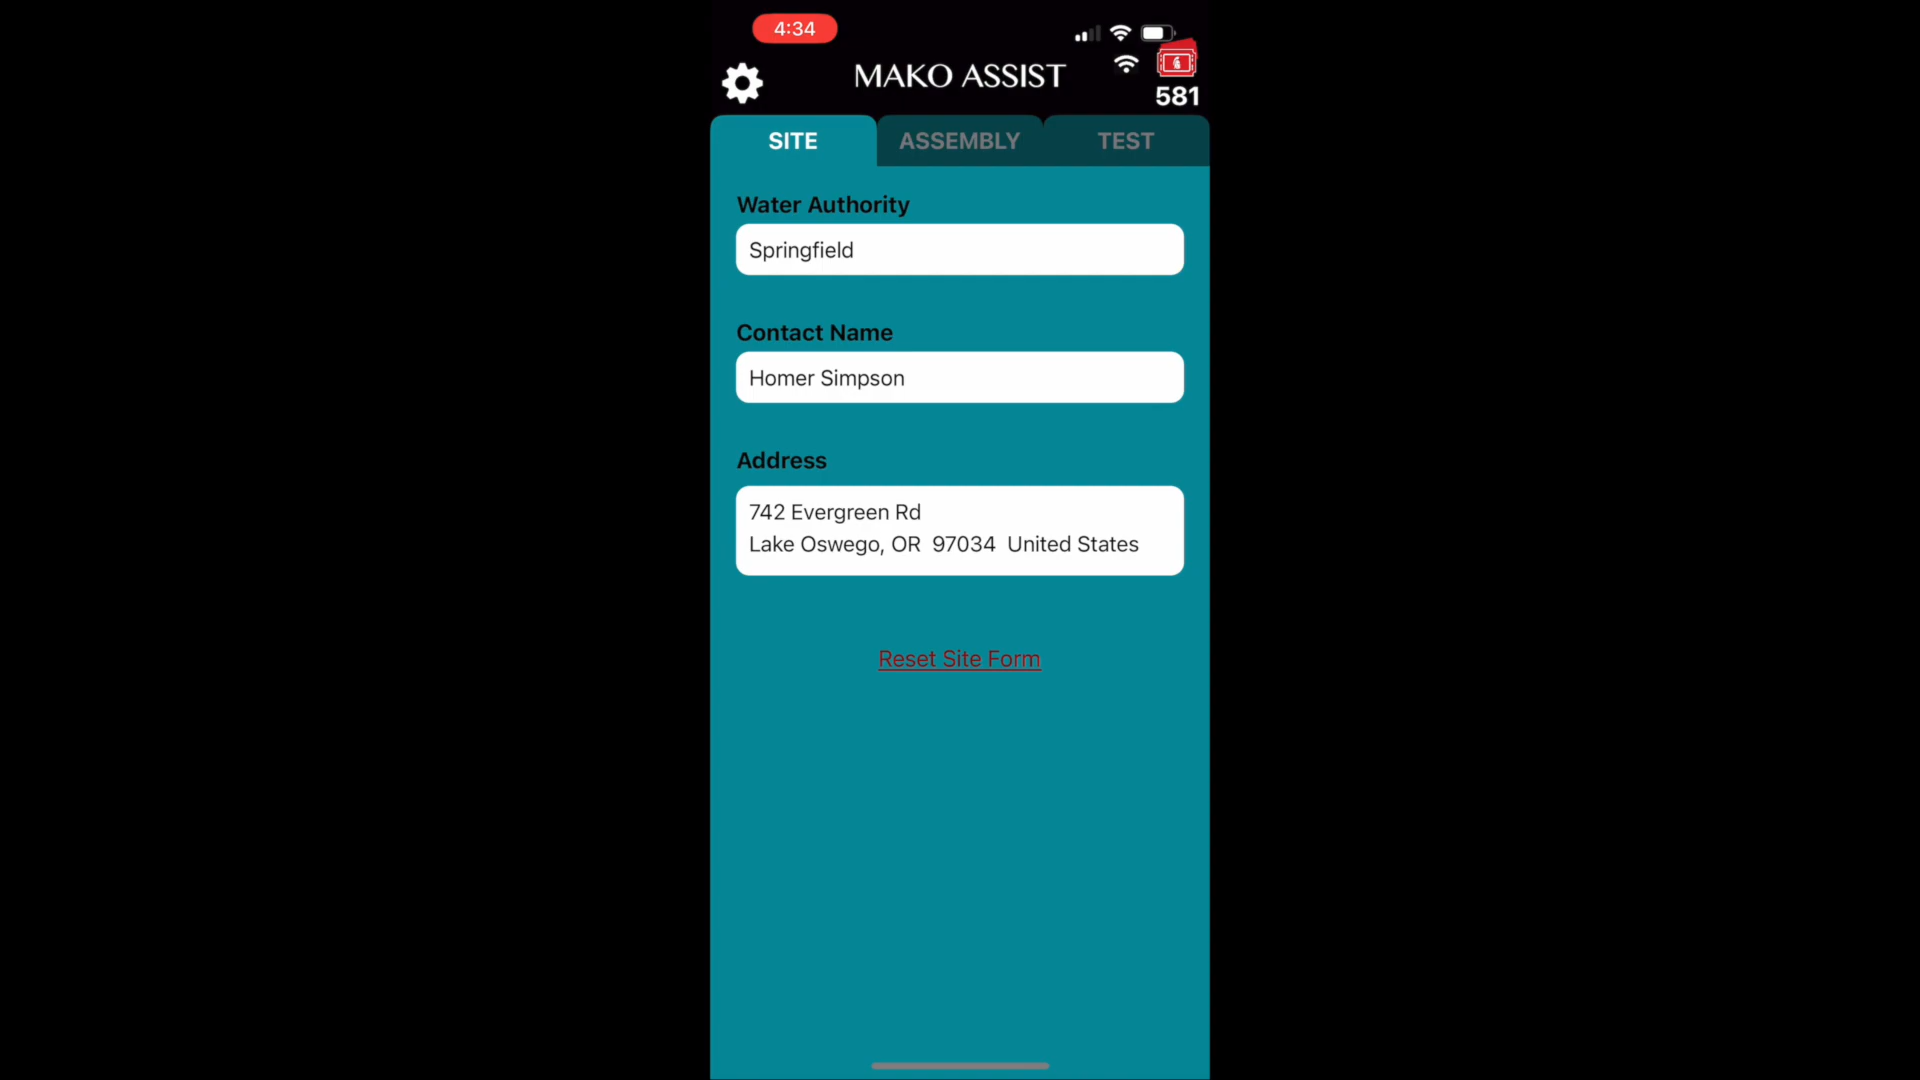 4:34
MAKO ASSIST
581
SITE
ASSEMBLY
TEST
Water Authority
Springfield
Contact Name
Homer Simpson
Address
742 Evergreen Rd
Lake Oswego, OR  97034  United States
Reset Site Form